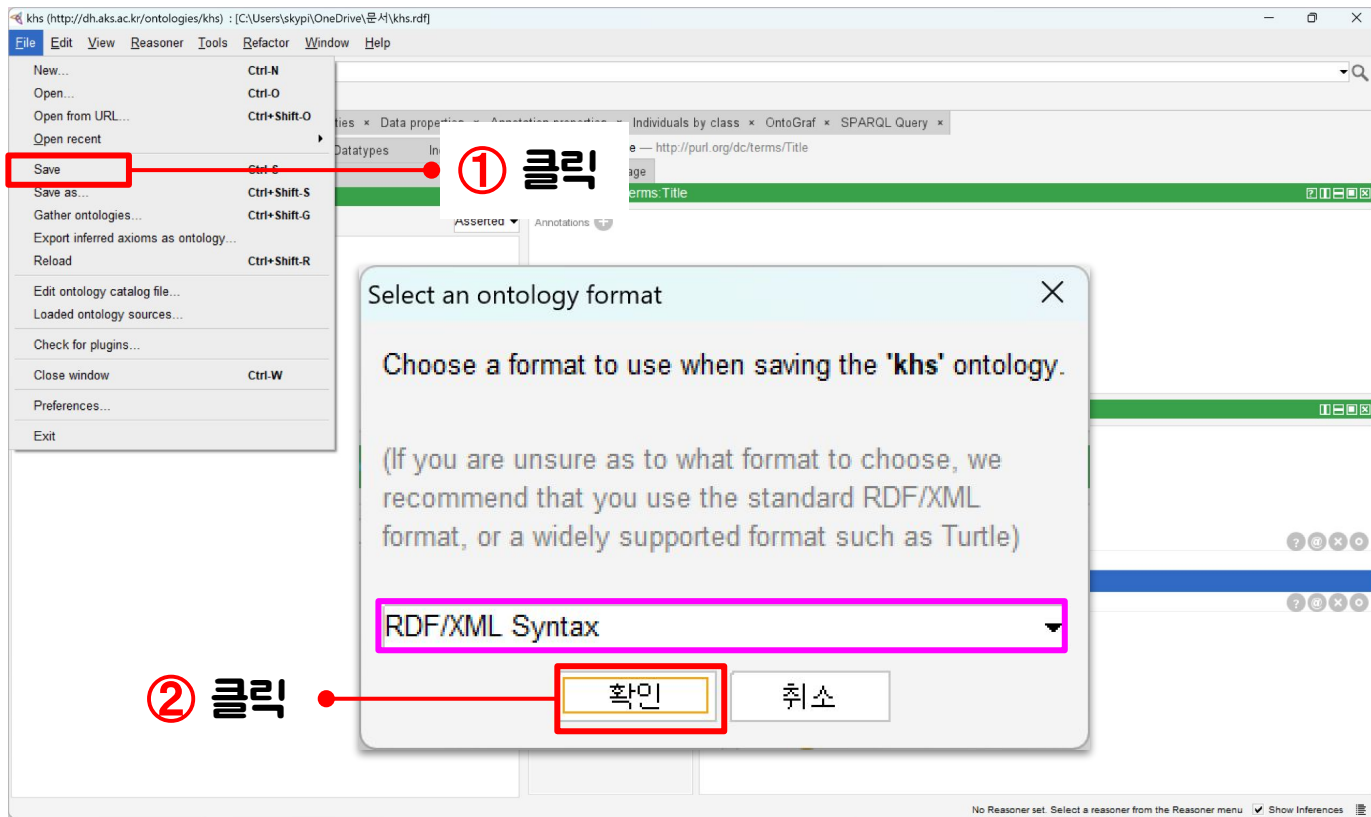 khs (http://dh.aks.ac.kr/ontologies/khs) : [C:\Users\skypi\OneDrive\문서\khs.rdf]
File Edit View Reasoner Tools Refactor Window Help
New... Ctrl-N
Open... Ctrl-O
Open from URL... Ctrl+Shift-O
Open recent
Save Ctrl-S
Save as... Ctrl+Shift-S
Gather ontologies... Ctrl+Shift-G
Export inferred axioms as ontology...
Reload Ctrl+Shift-R
Edit ontology catalog file...
Loaded ontology sources...
Check for plugins...
Close window Ctrl-W
Preferences...
Exit
ties × Data properties × Annotation properties × Individuals by class × OntoGraf × SPARQL Query ×
Datatypes In
e — http://purl.org/dc/terms/Title
age
erms:Title
Asserted
Annotations
① 클릭
Select an ontology format
Choose a format to use when saving the 'khs' ontology.
(If you are unsure as to what format to choose, we
recommend that you use the standard RDF/XML
format, or a widely supported format such as Turtle)
RDF/XML Syntax
② 클릭
확인 취소
No Reasoner set. Select a reasoner from the Reasoner menu Show Inferences